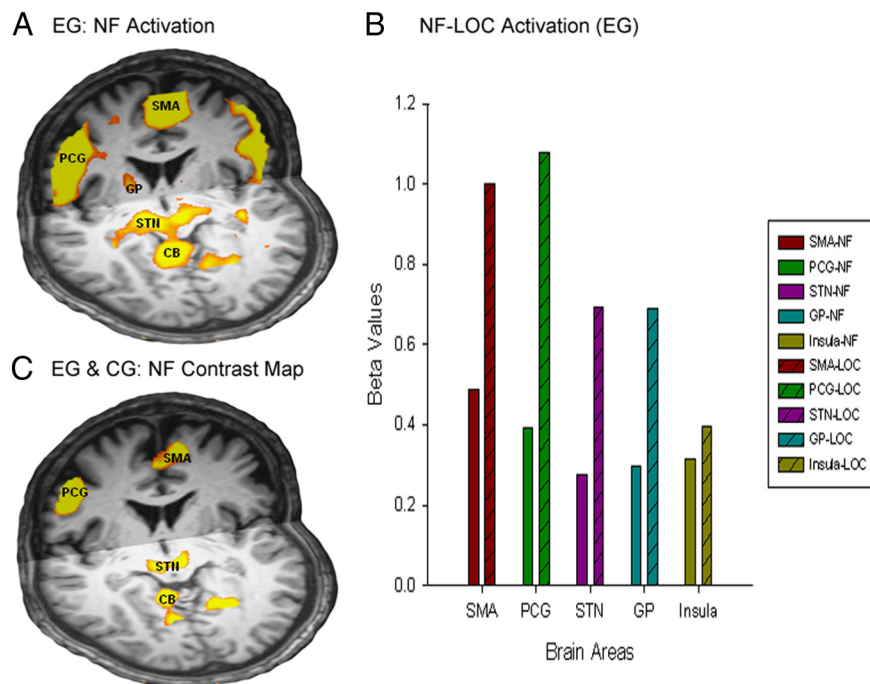 A EG: NF Activation
SMA
PCG
GP
STN
CB
B NF-LOC Activation (EG)
1.2
1.0
0.8
0.6
0.4
0.2
0.0
Beta Values
SMA PCG STN GP Insula
Brain Areas
SMA-NF
PCG-NF
STN-NF
GP-NF
Insula-NF
SMA-LOC
PCG-LOC
STN-LOC
GP-LOC
Insula-LOC
C EG & CG: NF Contrast Map
SMA
PCG
STN
CB